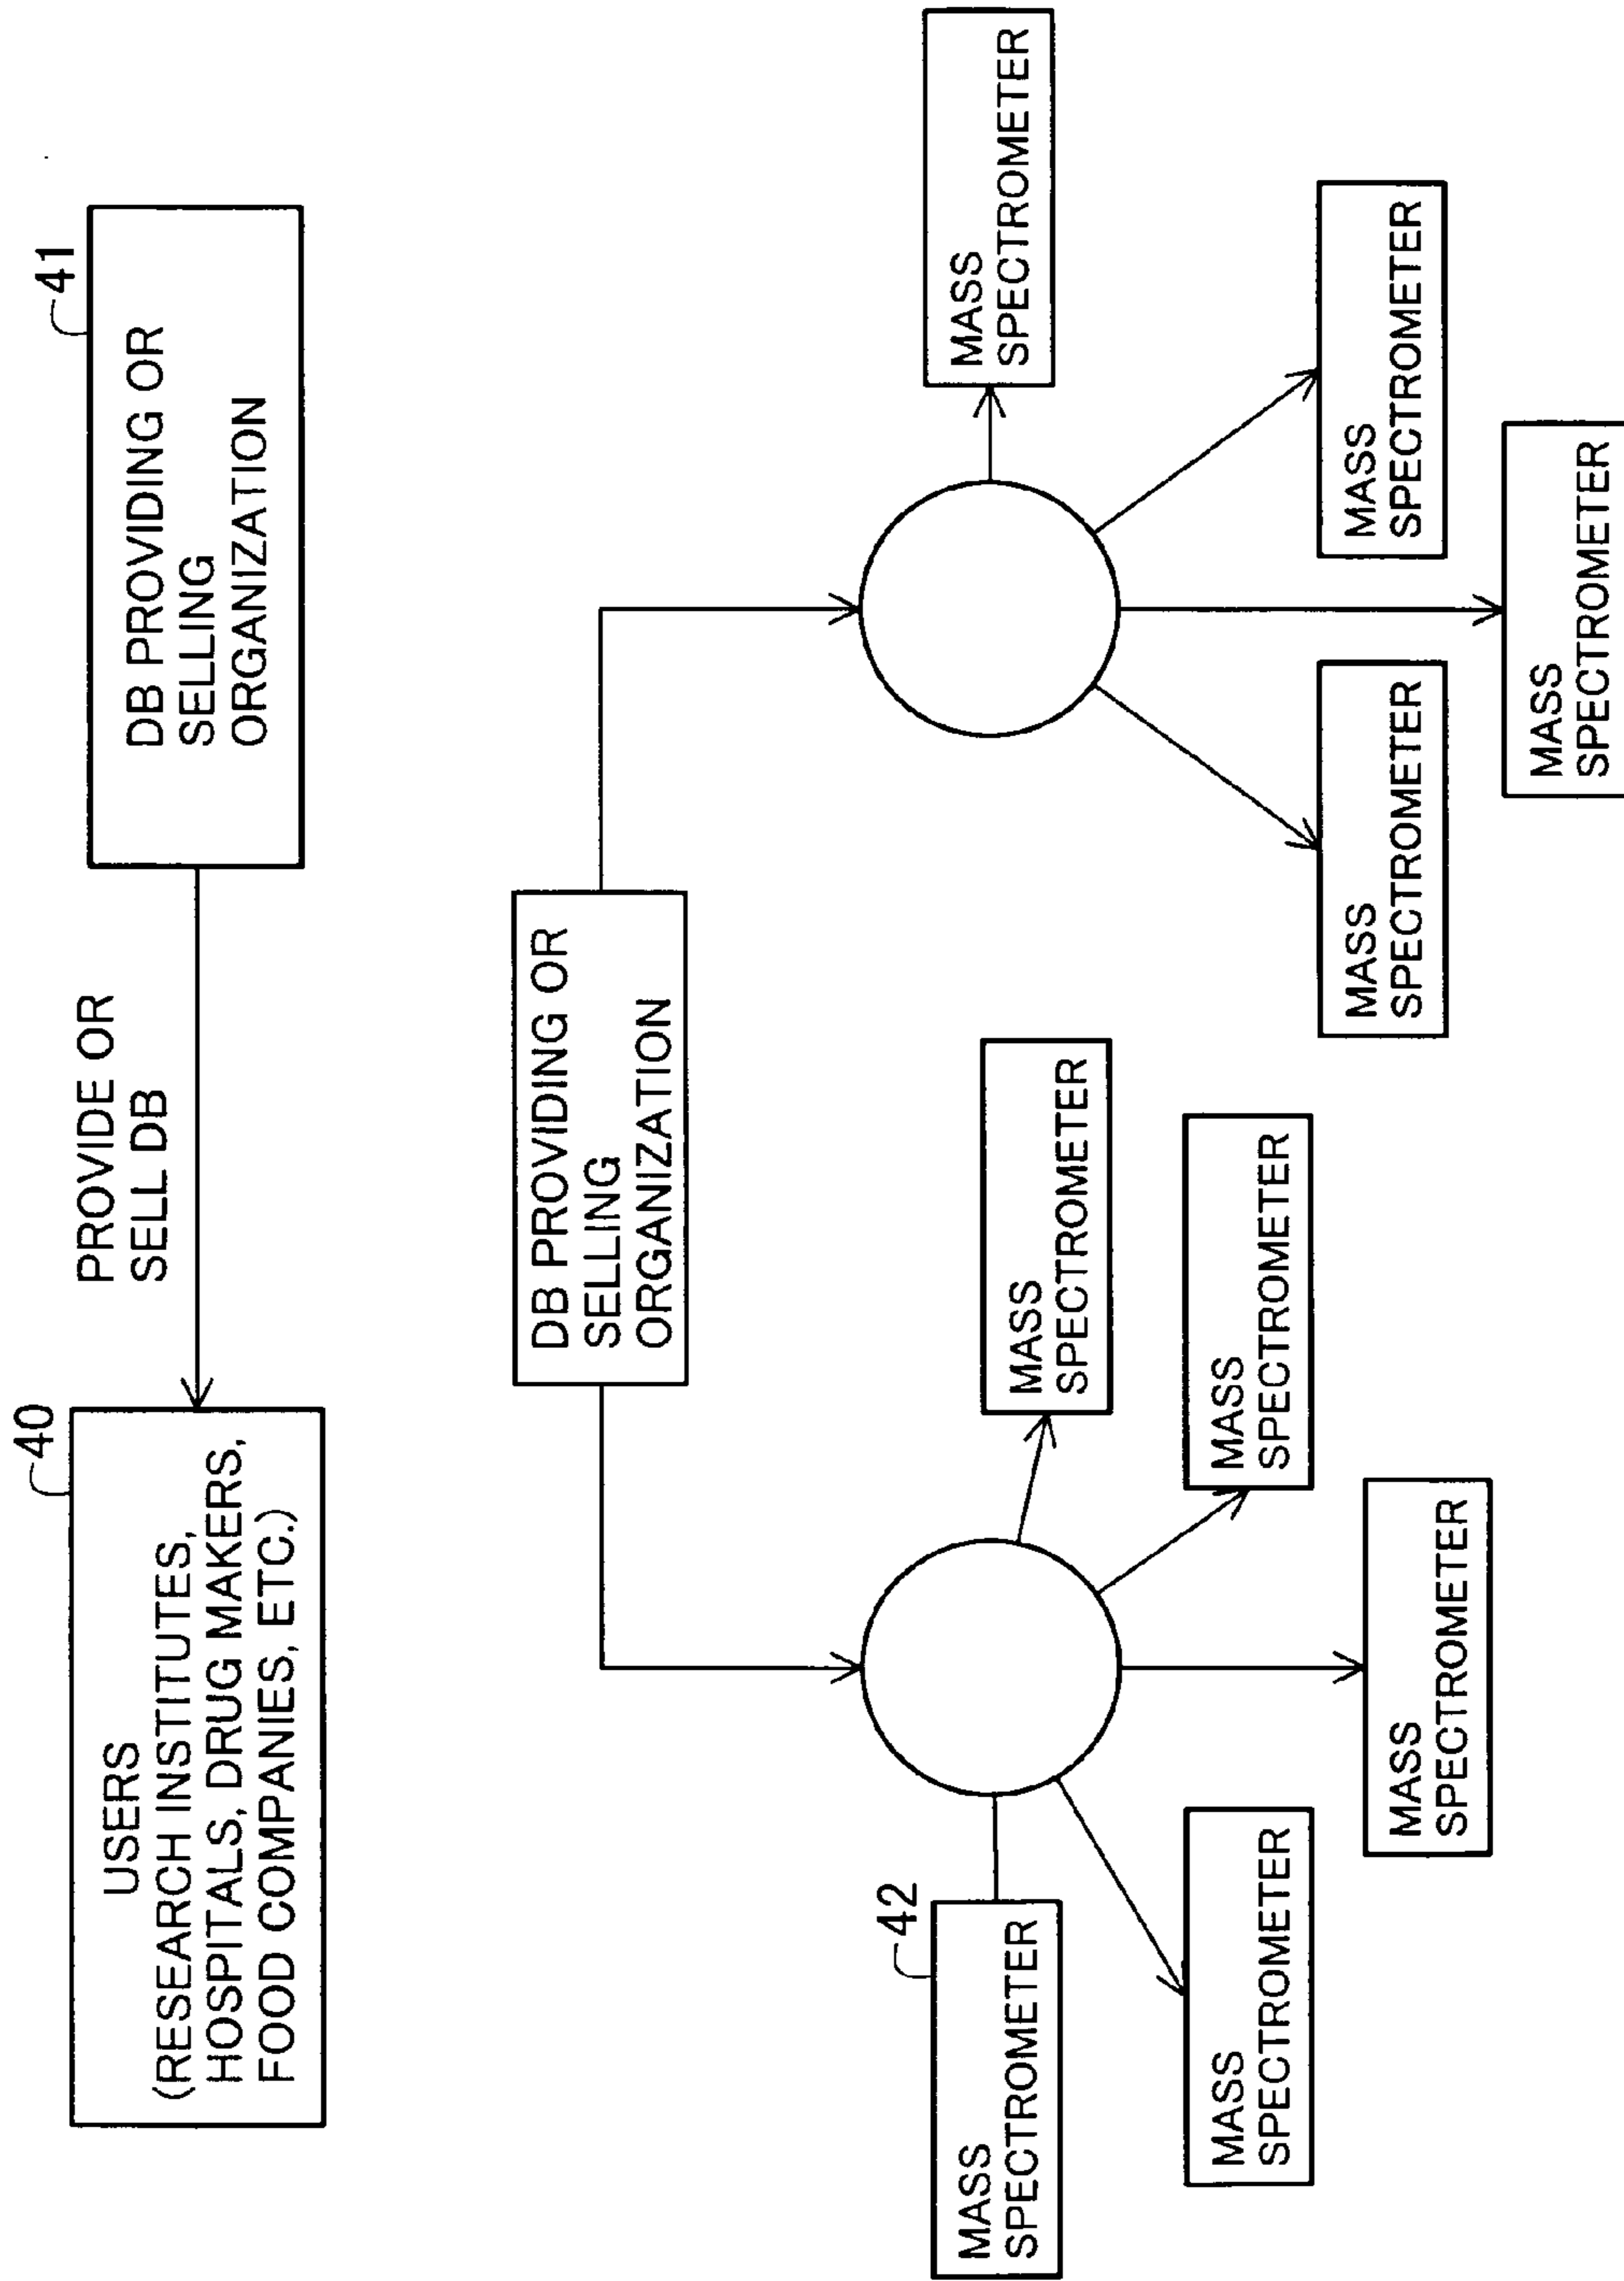 40
USERS
(RESEARCH INSTITUTES,
HOSPITALS, DRUG MAKERS,
FOOD COMPANIES, ETC.)
PROVIDE OR
SELL DB
41
DB PROVIDING OR
SELLING
ORGANIZATION
DB PROVIDING OR
SELLING
ORGANIZATION
42
MASS
SPECTROMETER
MASS
SPECTROMETER
MASS
SPECTROMETER
MASS
SPECTROMETER
MASS
SPECTROMETER
MASS
SPECTROMETER
MASS
SPECTROMETER
MASS
SPECTROMETER
MASS
SPECTROMETER